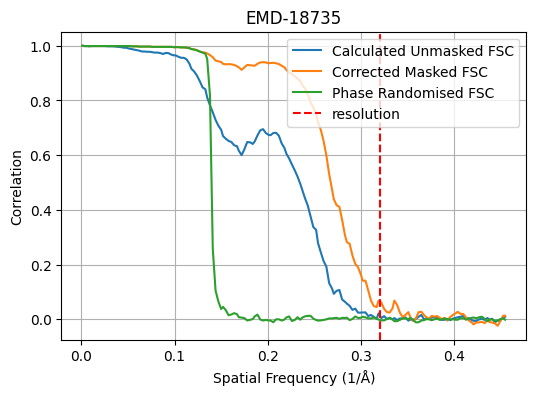 EMD-18735
Calculated Unmasked FSC
Corrected Masked FSC
Phase Randomised FSC
resolution
Correlation
1.0
0.8
0.6
0.4
0.2
0.0
0.0 0.1 0.2 0.3 0.4
Spatial Frequency (1/Å)